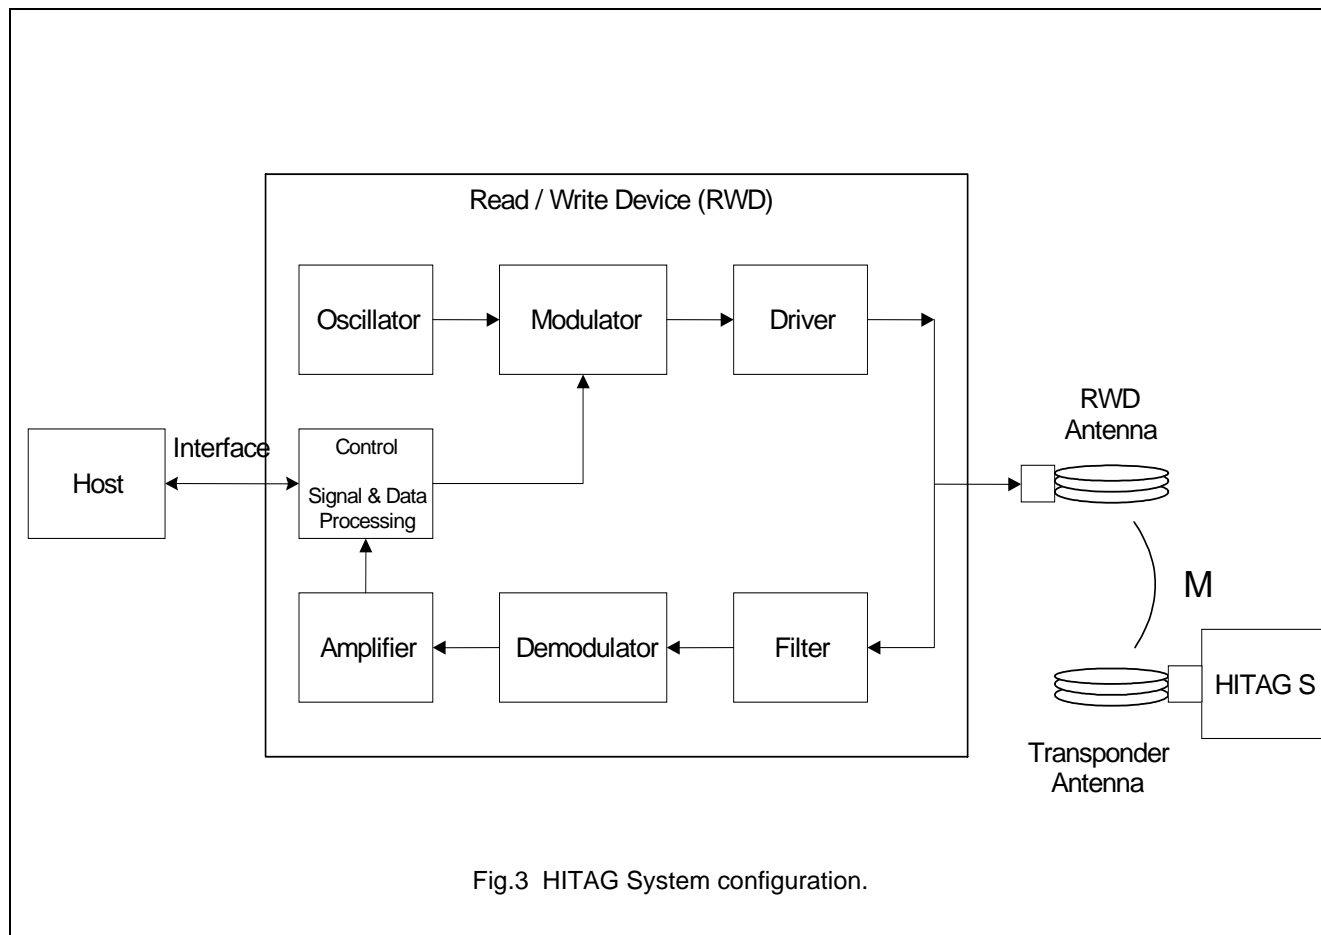 Read / Write Device (RWD)
Oscillator
Modulator
Driver
RWD
Antenna
Host
Interface
Control
Signal & Data
Processing
M
Amplifier
Demodulator
Filter
HITAG S
Transponder
Antenna
Fig.3 HITAG System configuration.